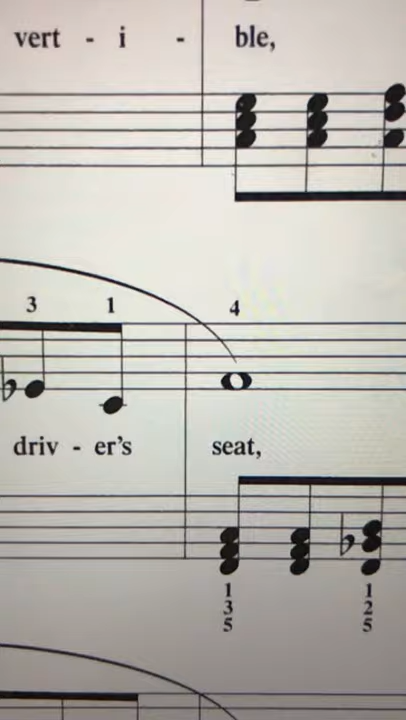 vert - i - ble,
3 1 4
driv - er's seat,
1 1
3 2
5 5